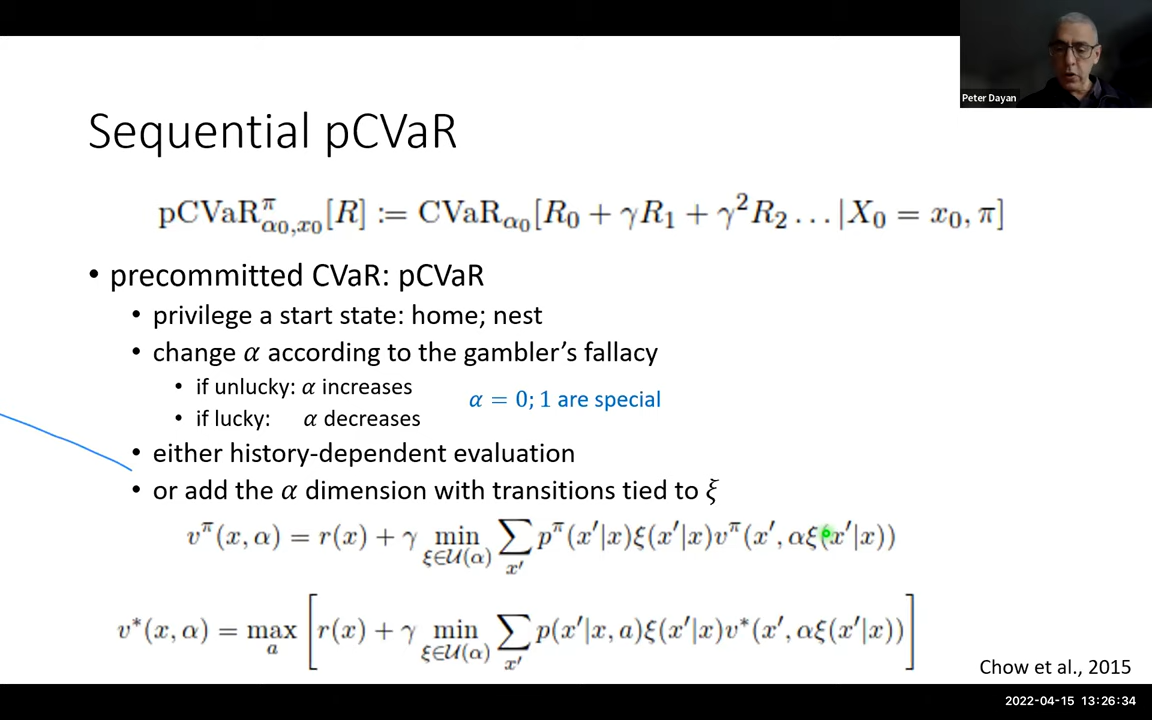 Peter Dayan
Sequential pCVaR
pCVaR^π_{α0,x0}[R] := CVaR_{α0}[R_0 + γR_1 + γ^2R_2 … |X_0 = x_0, π]
• precommitted CVaR: pCVaR
• privilege a start state: home; nest
• change α according to the gambler’s fallacy
• if unlucky: α increases
α = 0; 1 are special
• if lucky: α decreases
• either history-dependent evaluation
• or add the α dimension with transitions tied to ξ
v^π(x, α) = r(x) + γ min_{ξ∈U(α)} ∑_{x'} p^π(x'|x)ξ(x'|x)v^π(x', αξ(x'|x))
v*(x, α) = max_a [r(x) + γ min_{ξ∈U(α)} ∑_{x'} p(x'|x, a)ξ(x'|x)v*(x', αξ(x'|x))]
Chow et al., 2015
2022-04-15 13:26:34